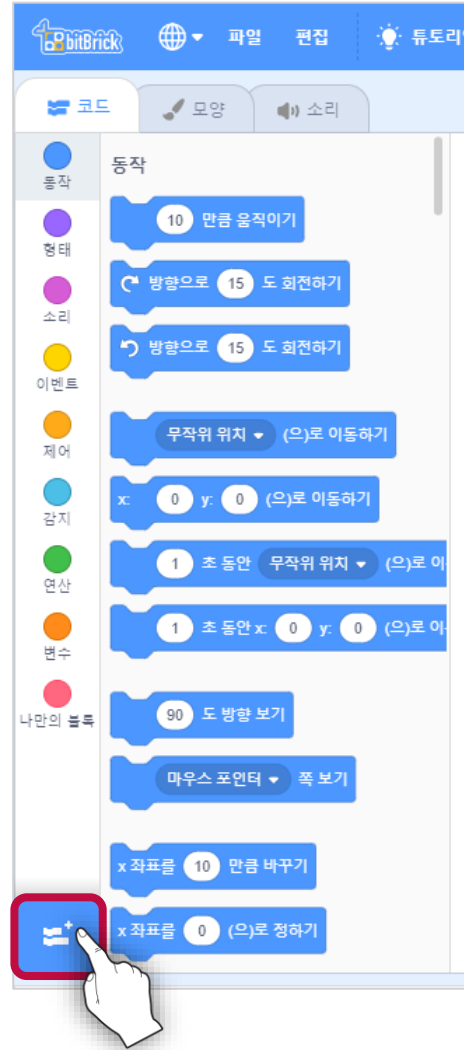 bitBrick 파일 편집 튜토리얼
코드 모양 소리
동작
형태
소리
이벤트
제어
감지
연산
변수
나만의 블록
동작
10 만큼 움직이기
방향으로 15 도 회전하기
방향으로 15 도 회전하기
무작위 위치 (으)로 이동하기
x: 0 y: 0 (으)로 이동하기
1 초 동안 무작위 위치 (으)로 이
1 초 동안 x: 0 y: 0 (으)로 이
90 도 방향 보기
마우스 포인터 쪽 보기
x 좌표를 10 만큼 바꾸기
x 좌표를 0 (으)로 정하기